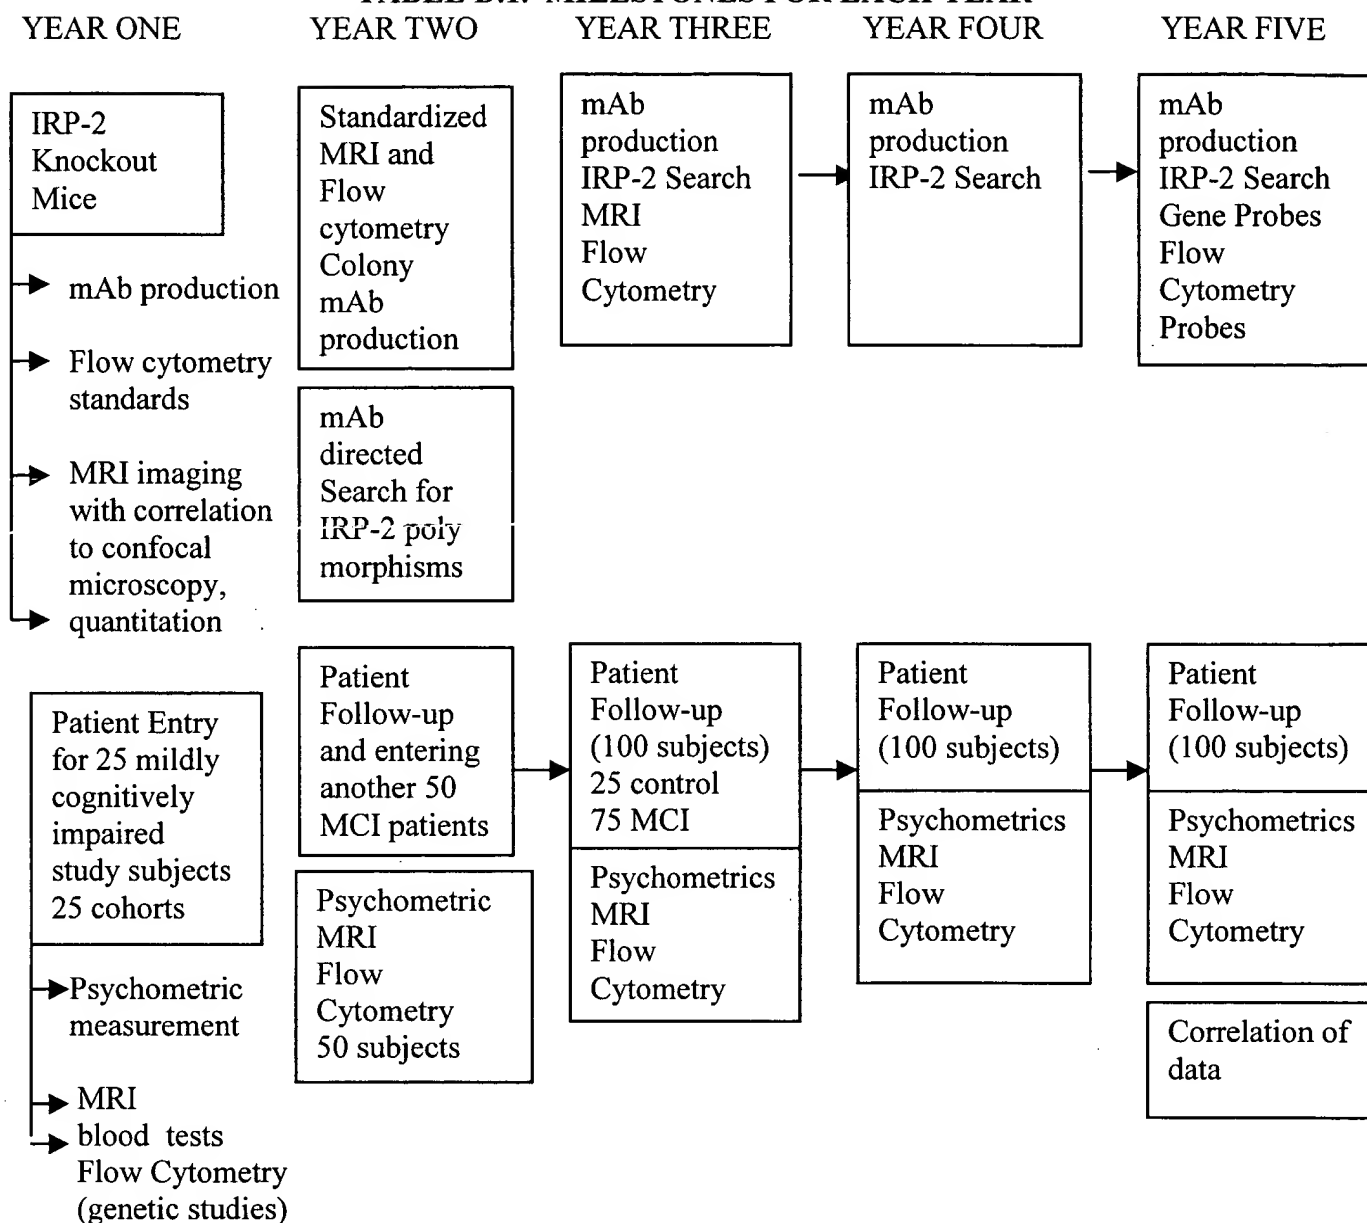 YEAR ONE
YEAR TWO
YEAR THREE
YEAR FOUR
YEAR FIVE
IRP-2
Knockout
Mice
mAb production
Flow cytometry
standards
MRI imaging
with correlation
to confocal
microscopy,
quantitation
Standardized
MRI and
Flow
cytometry
Colony
mAb
production
mAb
directed
Search for
IRP-2 poly
morphisms
mAb
production
IRP-2 Search
MRI
Flow
Cytometry
mAb
production
IRP-2 Search
mAb
production
IRP-2 Search
Gene Probes
Flow
Cytometry
Probes
Patient Entry
for 25 mildly
cognitively
impaired
study subjects
25 cohorts
Psychometric
measurement
MRI
blood tests
Flow Cytometry
(genetic studies)
Patient
Follow-up
and entering
another 50
MCI patients
Psychometric
MRI
Flow
Cytometry
50 subjects
Patient
Follow-up
(100 subjects)
25 control
75 MCI
Psychometrics
MRI
Flow
Cytometry
Patient
Follow-up
(100 subjects)
Psychometrics
MRI
Flow
Cytometry
Patient
Follow-up
(100 subjects)
Psychometrics
MRI
Flow
Cytometry
Correlation of
data